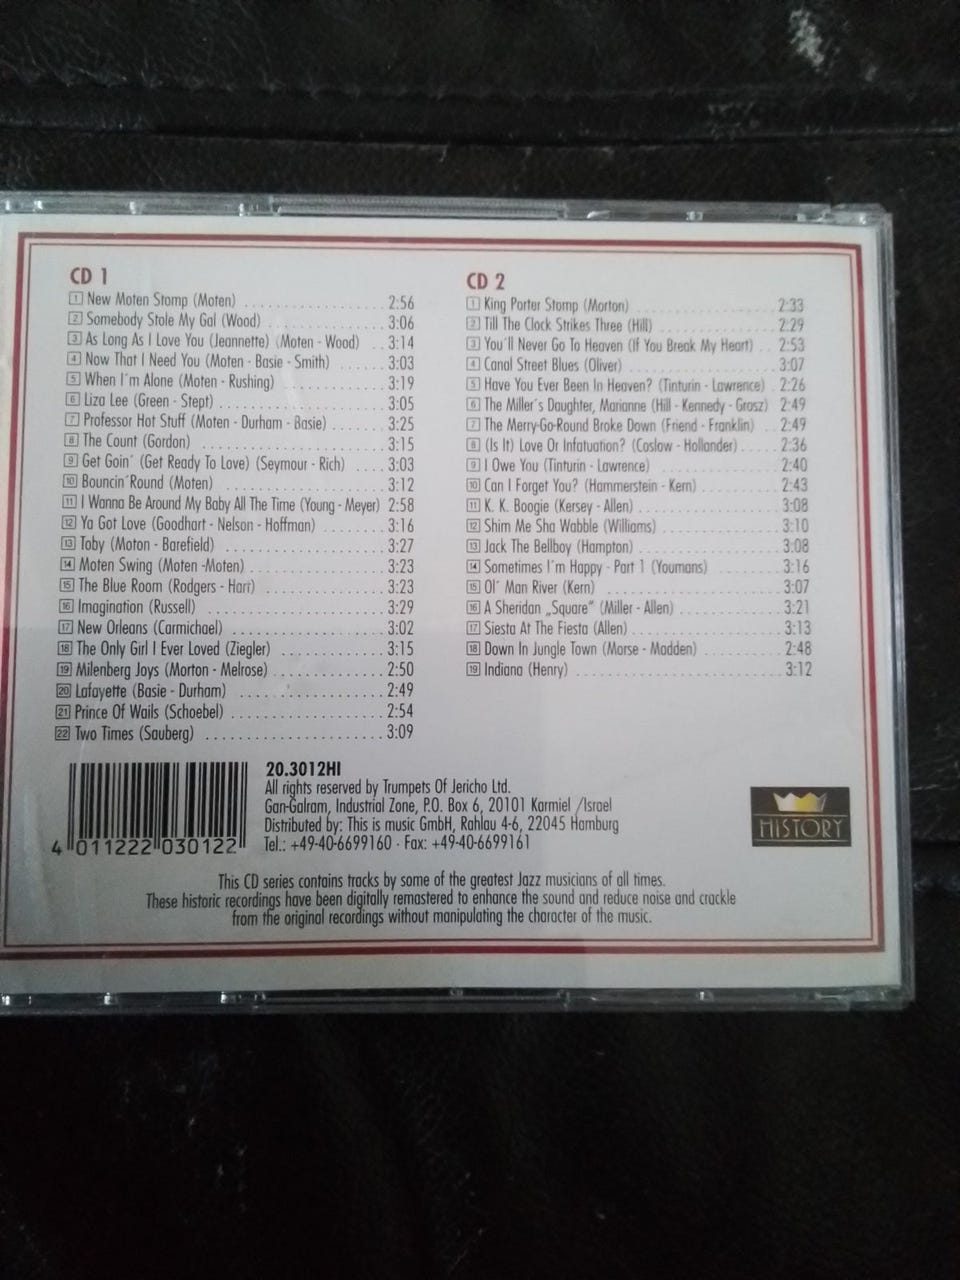 CD 1
1 New Moten Stomp (Moten) 2:56
2 Somebody Stole My Gal (Wood) 3:06
3 As Long As I Love You (Jeannette) (Moten - Wood) 3:14
4 Now That I Need You (Moten - Basie - Smith) 3:03
5 When I´m Alone (Moten - Rushing) 3:19
6 Liza Lee (Green - Stept) 3:05
7 Professor Hot Stuff (Moten - Durham - Basie) 3:25
8 The Count (Gordon) 3:15
9 Get Goin´ (Get Ready To Love) (Seymour - Rich) 3:03
10 Bouncin´Round (Moten) 3:12
11 I Wanna Be Around My Baby All The Time (Young - Meyer) 2:58
12 Ya Got Love (Goodhart - Nelson - Hoffman) 3:16
13 Toby (Moton - Barefield) 3:27
14 Moten Swing (Moten -Moten) 3:23
15 The Blue Room (Rodgers - Hart) 3:23
16 Imagination (Russell) 3:29
17 New Orleans (Carmichael) 3:02
18 The Only Girl I Ever Loved (Ziegler) 3:15
19 Milenberg Joys (Morton - Melrose) 2:50
20 Lafayette (Basie - Durham) 2:49
21 Prince Of Wails (Schoebel) 2:54
22 Two Times (Sauberg) 3:09
CD 2
1 King Porter Stomp (Morton) 2:33
2 Till The Clock Strikes Three (Hill) 2:29
3 You´ll Never Go To Heaven (If You Break My Heart) 2:53
4 Canal Street Blues (Oliver) 3:07
5 Have You Ever Been In Heaven? (Tinturin - Lawrence) 2:26
6 The Miller´s Daughter, Marianne (Hill - Kennedy - Grosz) 2:49
7 The Merry-Go-Round Broke Down (Friend - Franklin) 2:49
8 (Is It) Love Or Infatuation? (Coslow - Hollander) 2:36
9 I Owe You (Tinturin - Lawrence) 2:40
10 Can I Forget You? (Hammerstein - Kern) 2:43
11 K. K. Boogie (Kersey - Allen) 3:08
12 Shim Me Sha Wabble (Williams) 3:10
13 Jack The Bellboy (Hampton) 3:08
14 Sometimes I´m Happy - Part 1 (Youmans) 3:16
15 Ol´ Man River (Kern) 3:07
16 A Sheridan „Square“ (Miller - Allen) 3:21
17 Siesta At The Fiesta (Allen) 3:13
18 Down In Jungle Town (Morse - Madden) 2:48
19 Indiana (Henry) 3:12
20.3012HI
All rights reserved by Trumpets Of Jericho Ltd.
Gan-Galram, Industrial Zone, P.O. Box 6, 20101 Karmiel /Israel
Distributed by: This is music GmbH, Rahlau 4-6, 22045 Hamburg
Tel.: +49-40-6699160 · Fax: +49-40-6699161
4 011222 030122
HISTORY
This CD series contains tracks by some of the greatest Jazz musicians of all times.
These historic recordings have been digitally remastered to enhance the sound and reduce noise and crackle
from the original recordings without manipulating the character of the music.